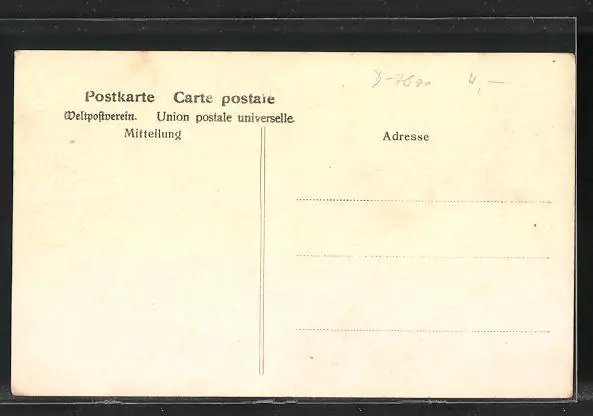 Postkarte Carte postale
Weltpostverein. Union postale universelle.
Mitteilung
Adresse